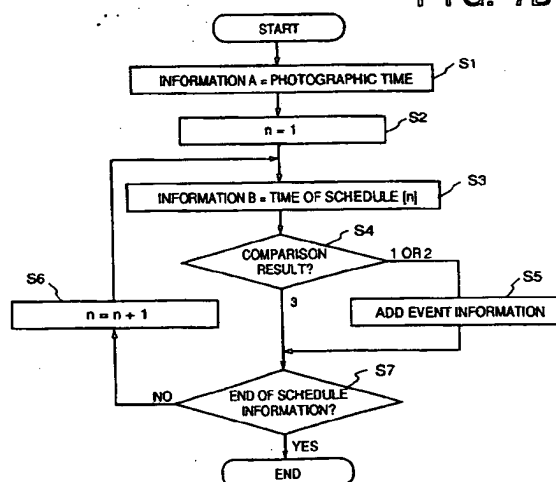 START
S1
INFORMATION A = PHOTOGRAPHIC TIME
S2
n = 1
S3
INFORMATION B = TIME OF SCHEDULE [n]
S4
COMPARISON
RESULT?
1 OR 2
S6
S5
n = n + 1
3
ADD EVENT INFORMATION
S7
NO
END OF SCHEDULE
INFORMATION?
YES
END